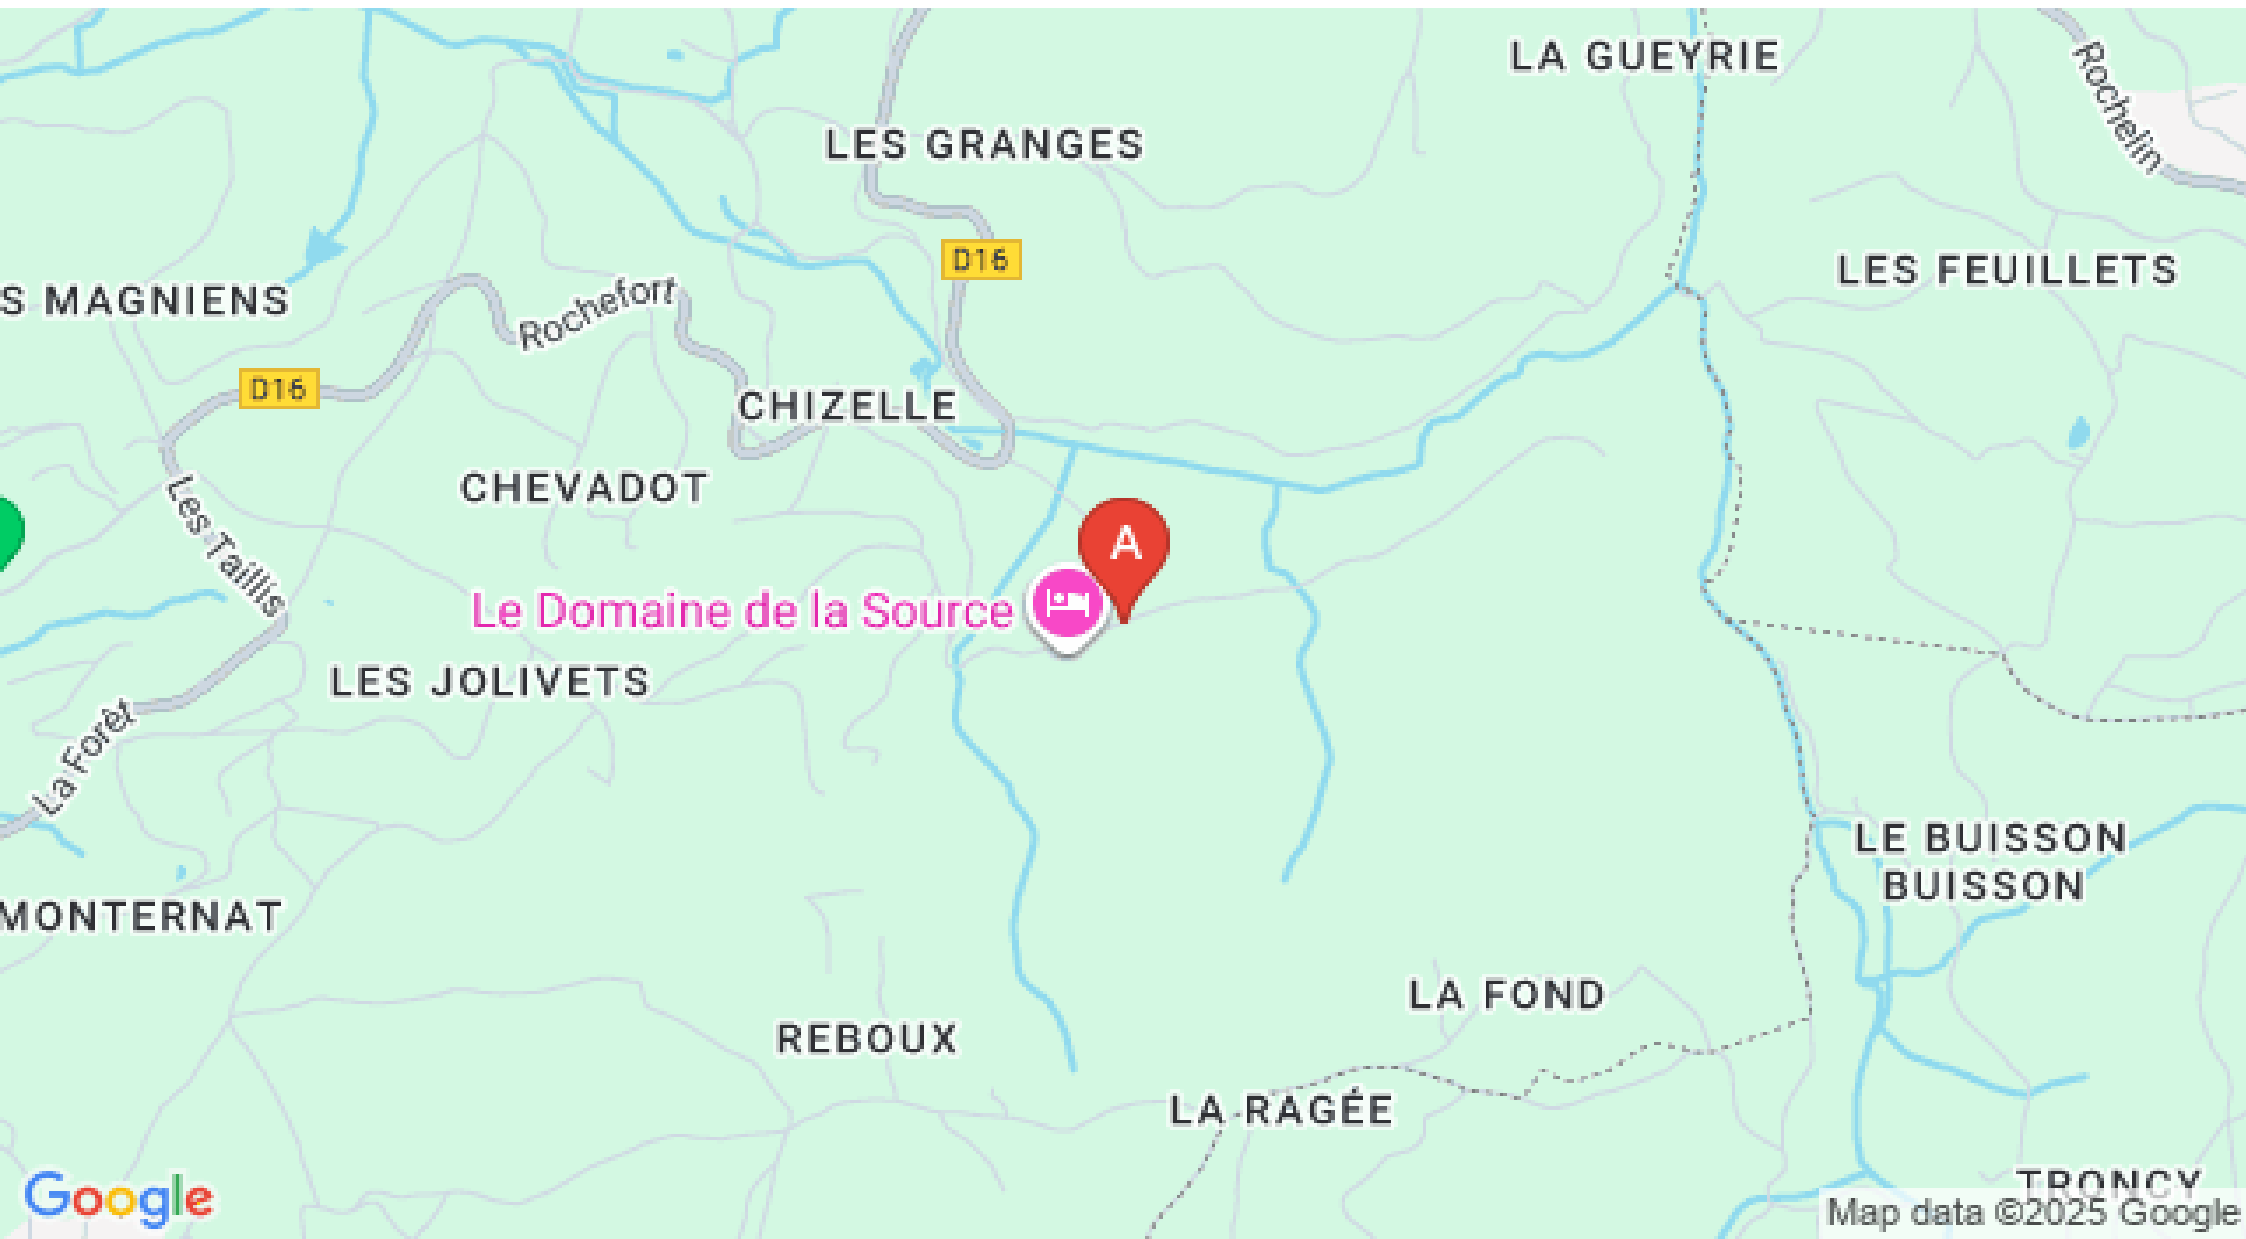 LA GUEYRIE
Rochelin
LES GRANGES
D16
LES FEUILLETS
S MAGNIENS
Rochefort
D16
CHIZELLE
CHEVADOT
Les Taillis
A
Le Domaine de la Source
LES JOLIVETS
La Forêt
LE BUISSON
BUISSON
MONTERNAT
LA FOND
REBOUX
LA RAGÉE
TRONCY
Google
Map data ©2025 Google